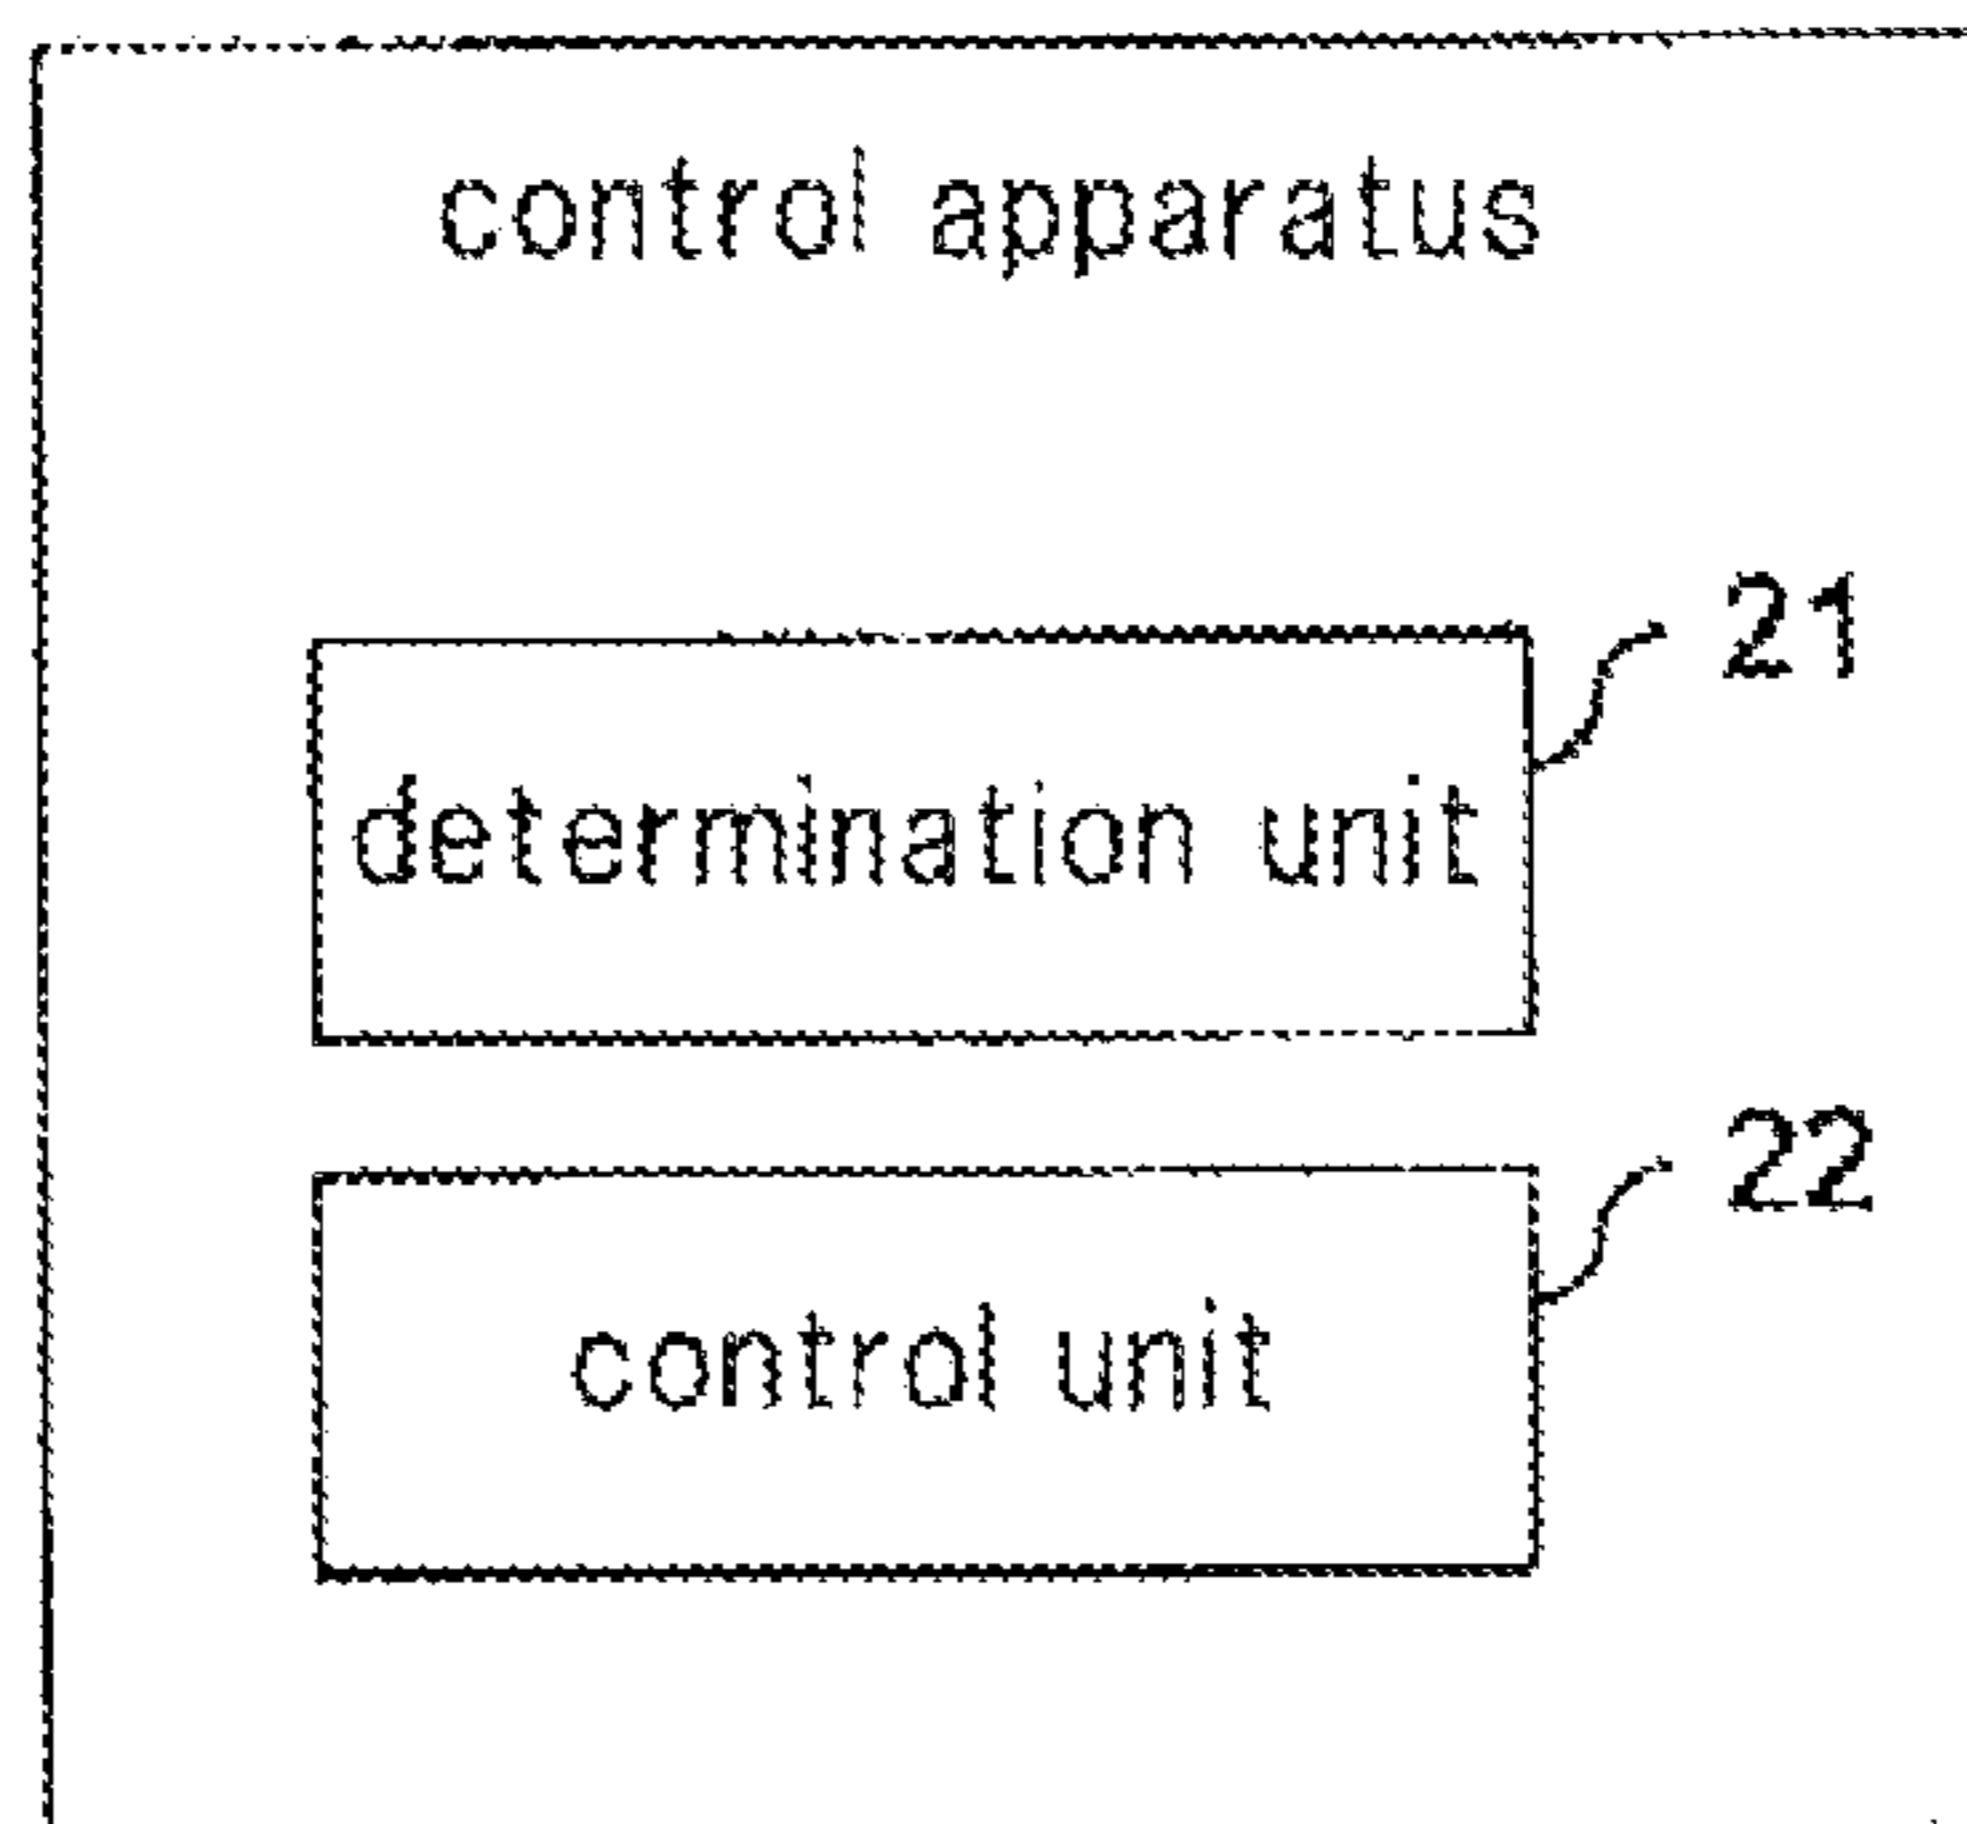 control apparatus
21
determination unit
22
control unit